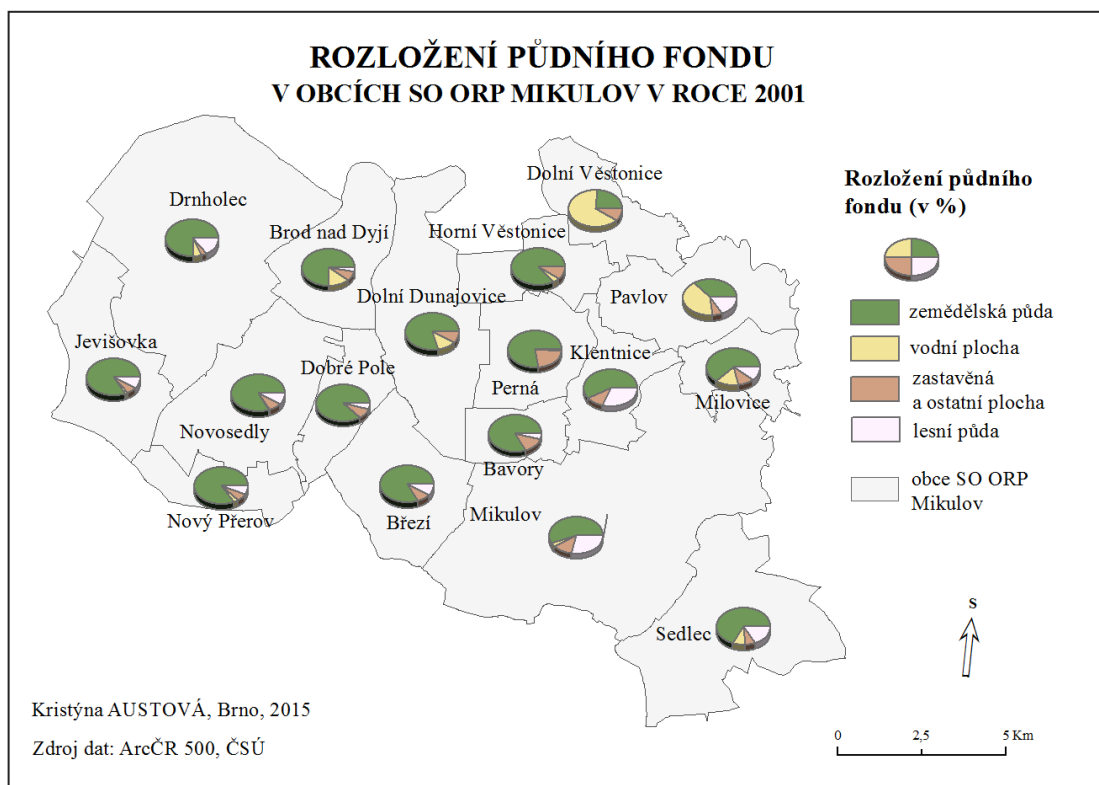 ROZLOŽENÍ PŮDNÍHO FONDU
V OBCÍCH SO ORP MIKULOV V ROCE 2001
Dolní Věstonice
Drnholec
Brod nad Dyjí
Horní Věstonice
Pavlov
Dolní Dunajovice
Jevišovka
Dobré Pole
Klentnice
Perná
Milovice
Novosedly
Bavory
Nový Přerov
Březí
Mikulov
Sedlec
Rozložení půdního
fondu (v %)
zemědělská půda
vodní plocha
zastavěná
a ostatní plocha
lesní půda
obce SO ORP
Mikulov
S
Kristýna AUSTOVÁ, Brno, 2015
Zdroj dat: ArcČR 500, ČSÚ
0 2,5 5 Km